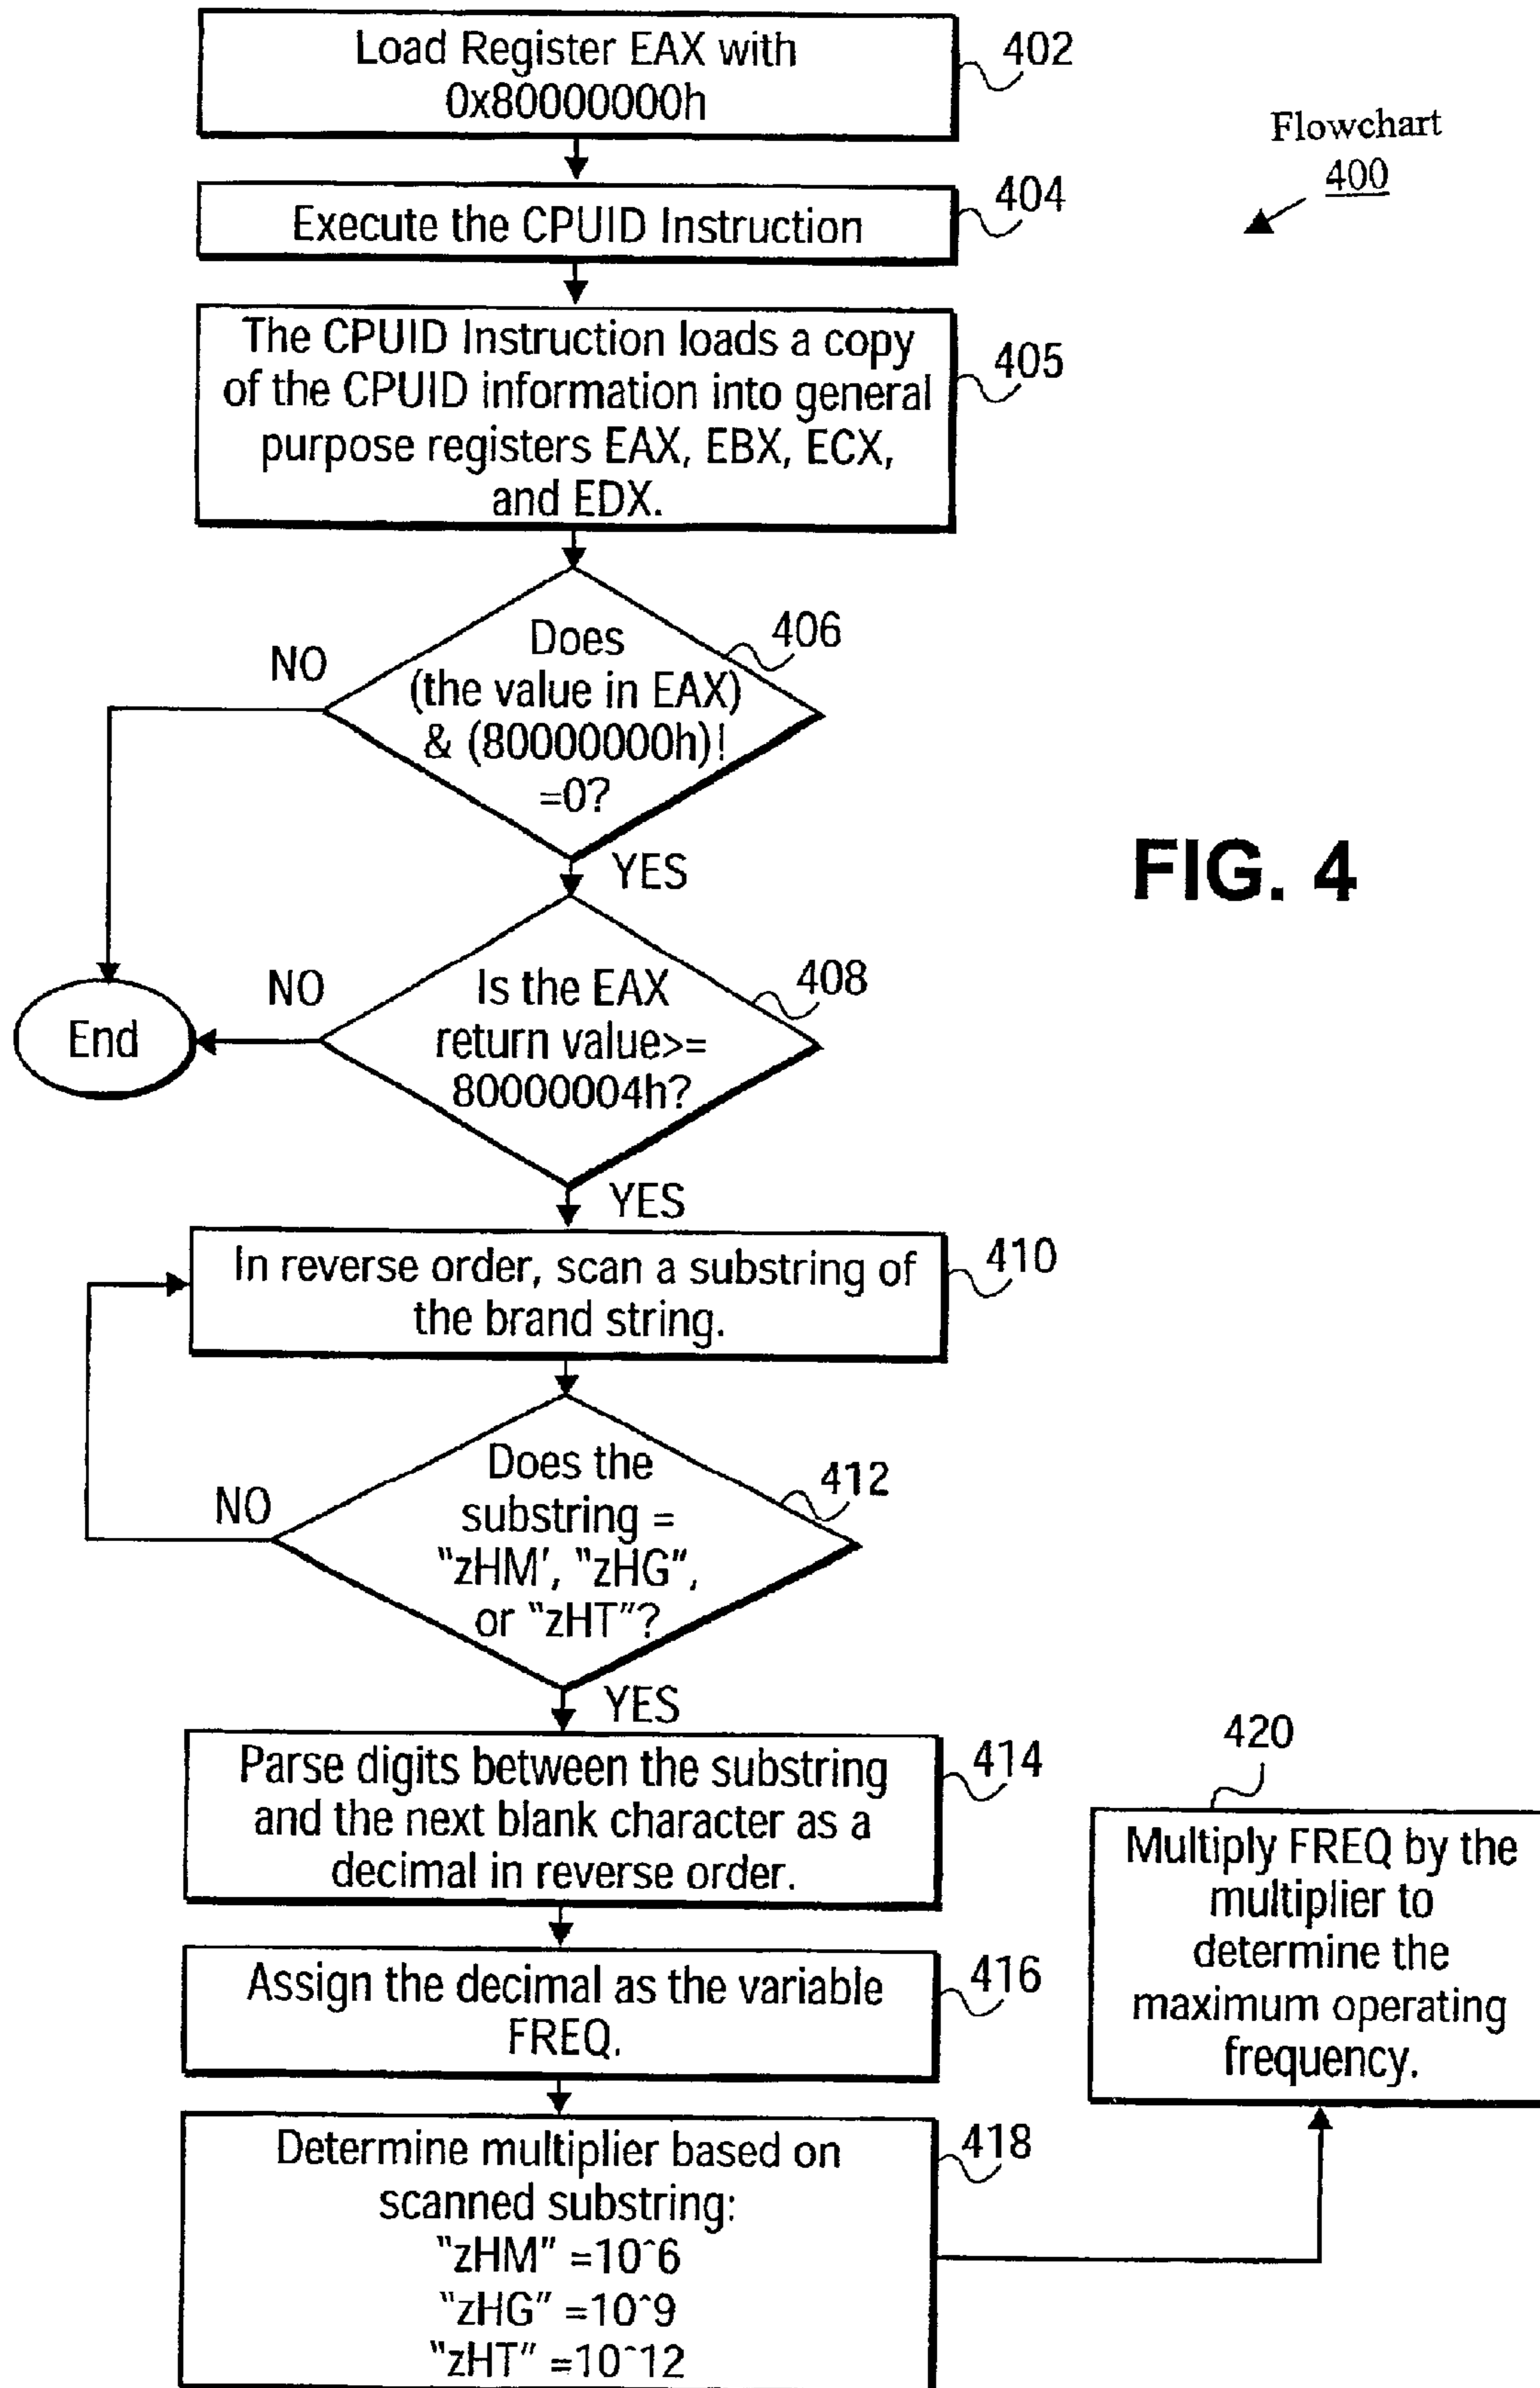 Load Register EAX with
0x80000000h
402
Flowchart
400
Execute the CPUID Instruction
404
The CPUID Instruction loads a copy
of the CPUID information into general
purpose registers EAX, EBX, ECX,
and EDX.
405
Does
(the value in EAX)
& (80000000h)!
=0?
406
NO
YES
FIG. 4
Is the EAX
return value>=
80000004h?
408
NO
End
YES
In reverse order, scan a substring of
the brand string.
410
Does the
substring =
"zHM', "zHG",
or "zHT"?
412
NO
YES
Parse digits between the substring
and the next blank character as a
decimal in reverse order.
414
Assign the decimal as the variable
FREQ.
416
Determine multiplier based on
scanned substring:
"zHM" =10^6
"zHG" =10^9
"zHT" =10^12
418
420
Multiply FREQ by the
multiplier to
determine the
maximum operating
frequency.